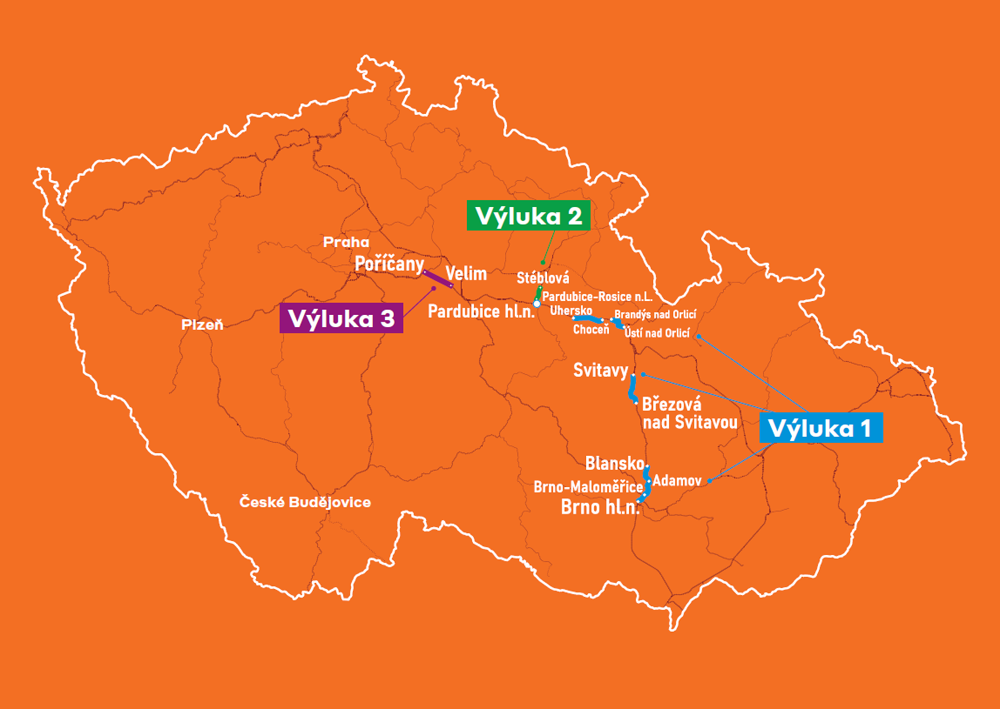 Výluka 2
Praha
Poříčany
Velim
Stéblová
Pardubice-Rosice n.L.
Pardubice hl.n.
Uhersko
Brandýs nad Orlicí
Výluka 3
Plzeň
Choceň
Ústí nad Orlicí
Svitavy
Březová
nad Svitavou
Výluka 1
Blansko
Adamov
Brno-Maloměřice
České Budějovice
Brno hl.n.